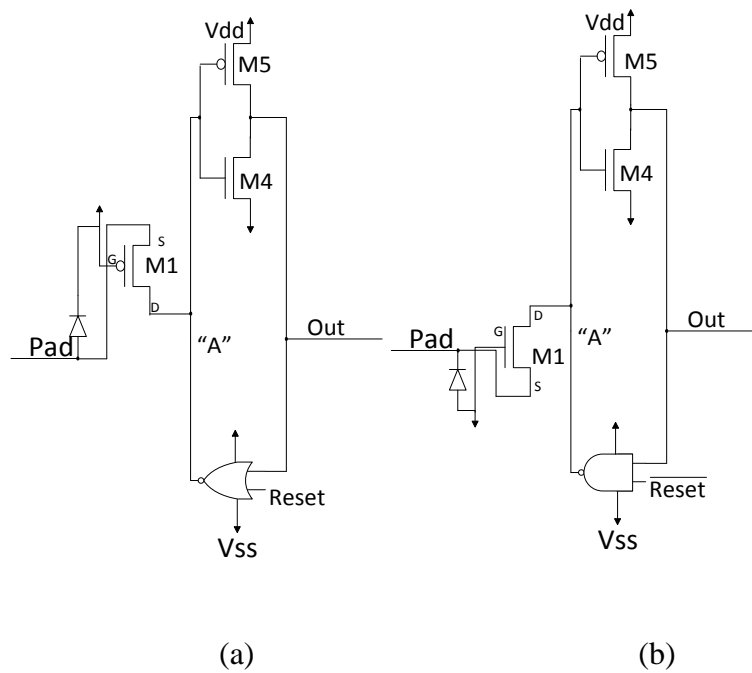 Vdd
M5
M4
S
G
M1
D
Pad
"A"
Out
Reset
Vss
(a)
Vdd
M5
M4
D
G
Pad
M1
"A"
Out
S
Reset
Vss
(b)